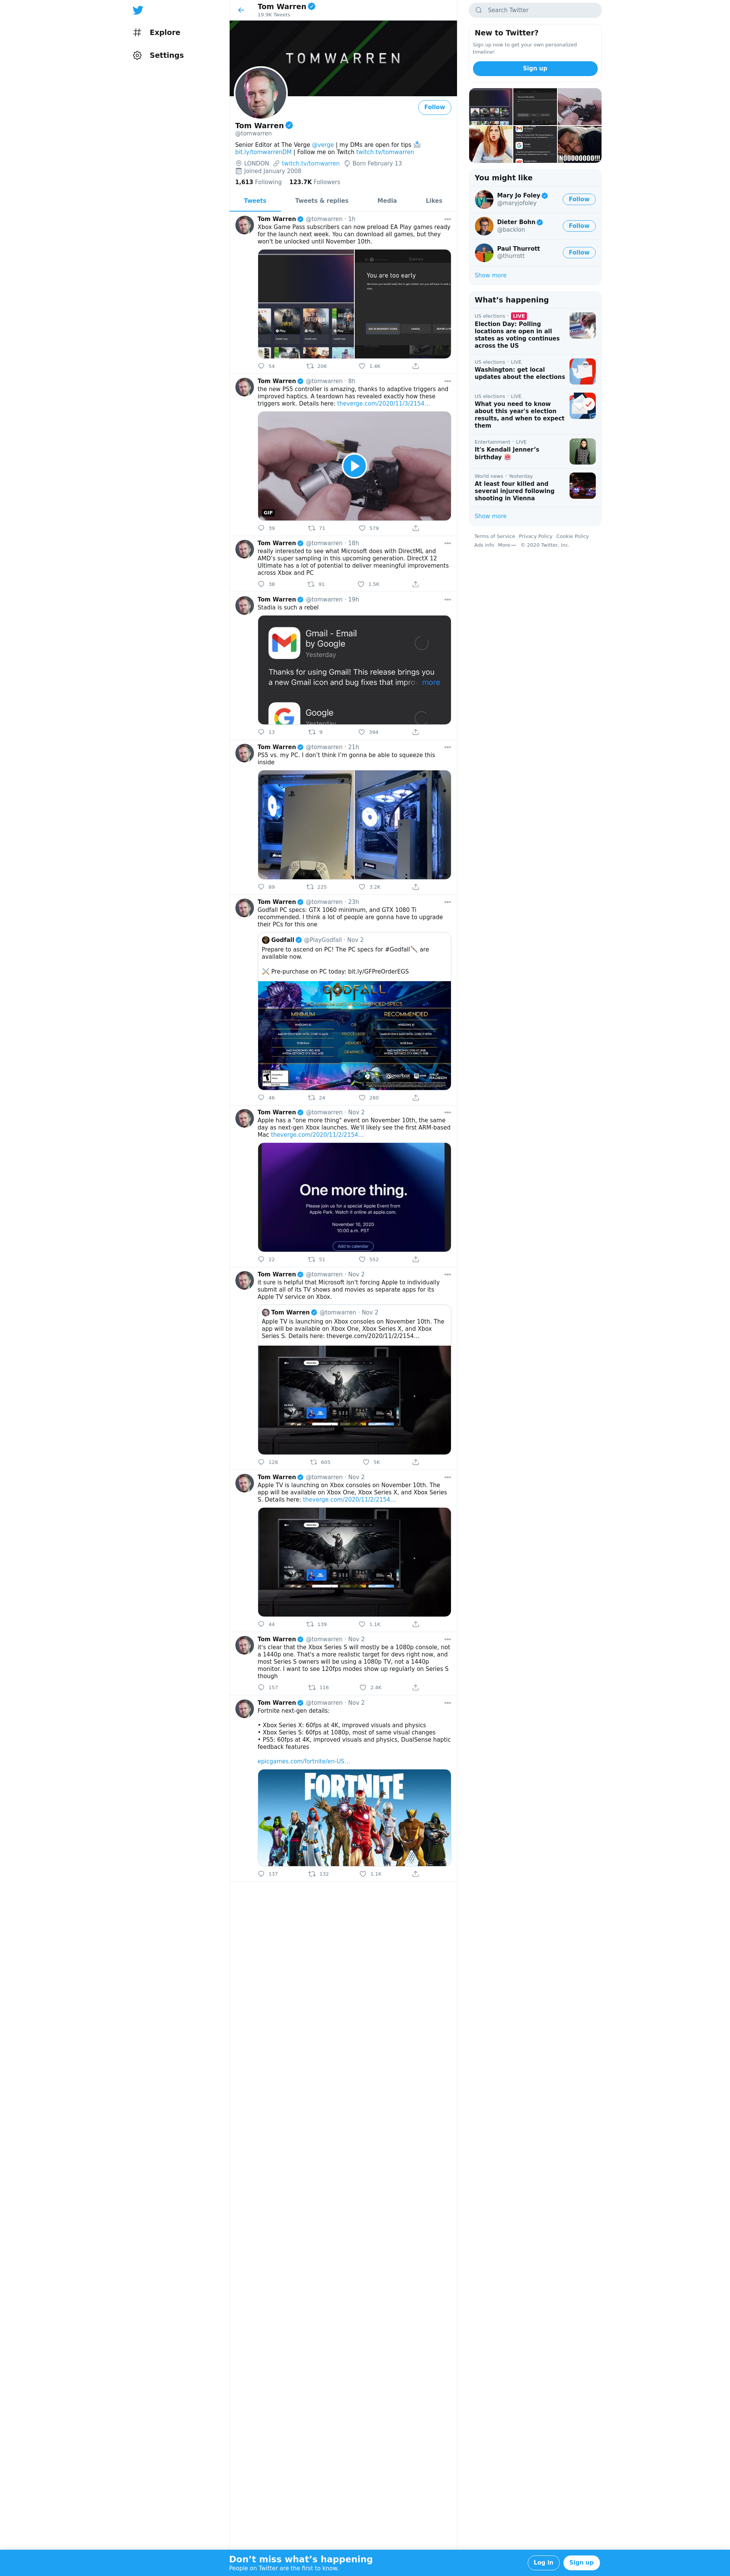 Tom Warren
19.9K Tweets
Search Twitter
Explore
Settings
TOMWARREN
Follow
Tom Warren
@tomwarren
Senior Editor at The Verge @verge | my DMs are open for tips 📩
bit.ly/tomwarrenDM | Follow me on Twitch twitch.tv/tomwarren
LONDON twitch.tv/tomwarren Born February 13
Joined January 2008
1,613 Following 123.7K Followers
Tweets Tweets & replies Media Likes
Tom Warren @tomwarren · 1h
Xbox Game Pass subscribers can now preload EA Play games ready
for the launch next week. You can download all games, but they
won't be unlocked until November 10th.
You are too early
54 206 1.4K
Tom Warren @tomwarren · 8h
the new PS5 controller is amazing, thanks to adaptive triggers and
improved haptics. A teardown has revealed exactly how these
triggers work. Details here: theverge.com/2020/11/3/2154…
GIF
39 71 579
Tom Warren @tomwarren · 18h
really interested to see what Microsoft does with DirectML and
AMD's super sampling in this upcoming generation. DirectX 12
Ultimate has a lot of potential to deliver meaningful improvements
across Xbox and PC
38 91 1.5K
Tom Warren @tomwarren · 19h
Stadia is such a rebel
Gmail - Email
by Google
Yesterday
Thanks for using Gmail! This release brings you
a new Gmail icon and bug fixes that impro more
Google
Yesterday
13 9 394
Tom Warren @tomwarren · 21h
PS5 vs. my PC. I don't think I'm gonna be able to squeeze this
inside
89 225 3.2K
Tom Warren @tomwarren · 23h
Godfall PC specs: GTX 1060 minimum, and GTX 1080 Ti
recommended. I think a lot of people are gonna have to upgrade
their PCs for this one
Godfall @PlayGodfall · Nov 2
Prepare to ascend on PC! The PC specs for #Godfall are
available now.
⚔️ Pre-purchase on PC today: bit.ly/GFPreOrderEGS
GODFALL
MINIMUM RECOMMENDED
46 24 280
Tom Warren @tomwarren · Nov 2
Apple has a "one more thing" event on November 10th, the same
day as next-gen Xbox launches. We'll likely see the first ARM-based
Mac theverge.com/2020/11/2/2154…
One more thing.
Please join us for a special Apple Event from
Apple Park. Watch it online at apple.com.
November 10, 2020
10:00 a.m. PST
Add to calendar
22 51 552
Tom Warren @tomwarren · Nov 2
it sure is helpful that Microsoft isn't forcing Apple to individually
submit all of its TV shows and movies as separate apps for its
Apple TV service on Xbox.
Tom Warren @tomwarren · Nov 2
Apple TV is launching on Xbox consoles on November 10th. The
app will be available on Xbox One, Xbox Series X, and Xbox
Series S. Details here: theverge.com/2020/11/2/2154…
128 605 5K
Tom Warren @tomwarren · Nov 2
Apple TV is launching on Xbox consoles on November 10th. The
app will be available on Xbox One, Xbox Series X, and Xbox Series
S. Details here: theverge.com/2020/11/2/2154…
44 139 1.1K
Tom Warren @tomwarren · Nov 2
it's clear that the Xbox Series S will mostly be a 1080p console, not
a 1440p one. That's a more realistic target for devs right now, and
most Series S owners will be using a 1080p TV, not a 1440p
monitor. I want to see 120fps modes show up regularly on Series S
though
157 116 2.4K
Tom Warren @tomwarren · Nov 2
Fortnite next-gen details:
• Xbox Series X: 60fps at 4K, improved visuals and physics
• Xbox Series S: 60fps at 1080p, most of same visual changes
• PS5: 60fps at 4K, improved visuals and physics, DualSense haptic
feedback features
epicgames.com/fortnite/en-US…
FORTNITE
137 132 1.1K
New to Twitter?
Sign up now to get your own personalized
timeline!
Sign up
NOOOOOOO!!!
You might like
Mary Jo Foley
@maryjofoley
Follow
Dieter Bohn
@backlon
Follow
Paul Thurrott
@thurrott
Follow
Show more
What's happening
US elections · LIVE
Election Day: Polling
locations are open in all
states as voting continues
across the US
US elections · LIVE
Washington: get local
updates about the elections
US elections · LIVE
What you need to know
about this year's election
results, and when to expect
them
Entertainment · LIVE
It's Kendall Jenner's
birthday 🎂
World news · Yesterday
At least four killed and
several injured following
shooting in Vienna
Show more
Terms of Service Privacy Policy Cookie Policy
Ads info More © 2020 Twitter, Inc.
Don't miss what's happening
People on Twitter are the first to know.
Log in
Sign up